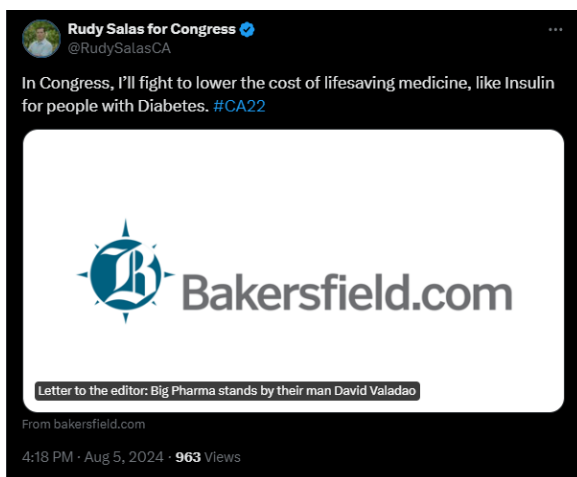 Rudy Salas for Congress
@RudySalasCA
In Congress, I'll fight to lower the cost of lifesaving medicine, like Insulin
for people with Diabetes. #CA22
B
Bakersfield.com
Letter to the editor: Big Pharma stands by their man David Valadao
From bakersfield.com
4:18 PM · Aug 5, 2024 · 963 Views